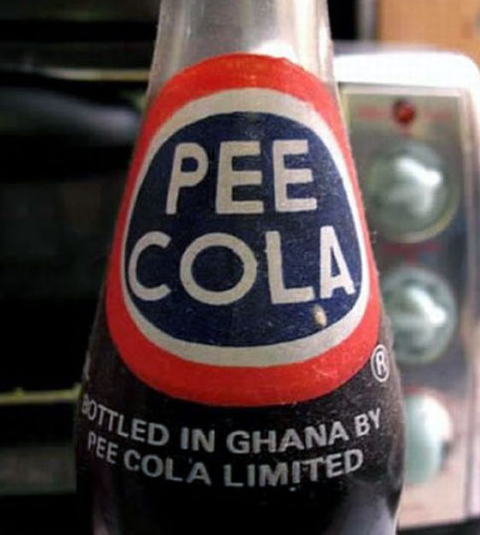 PEE
COLA
®
BOTTLED IN GHANA BY
PEE COLA LIMITED